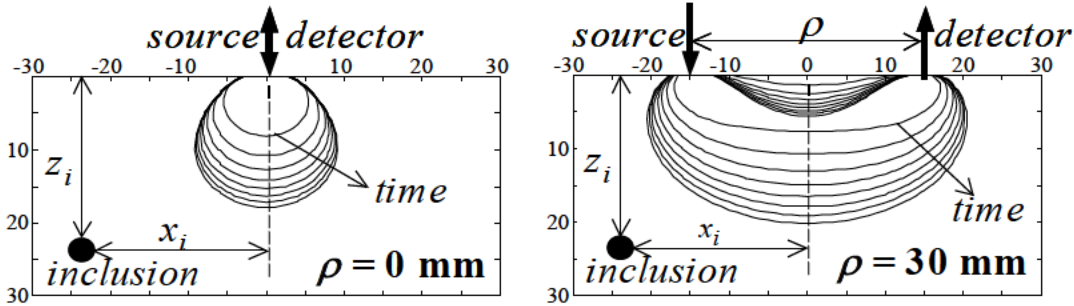 source detector
-30 -20 -10 0 10 20 30
10
20
30
z_i
x_i
time
inclusion
ρ = 0 mm
source ρ detector
-30 -20 -10 0 10 20 30
10
20
30
z_i
x_i
time
inclusion
ρ = 30 mm